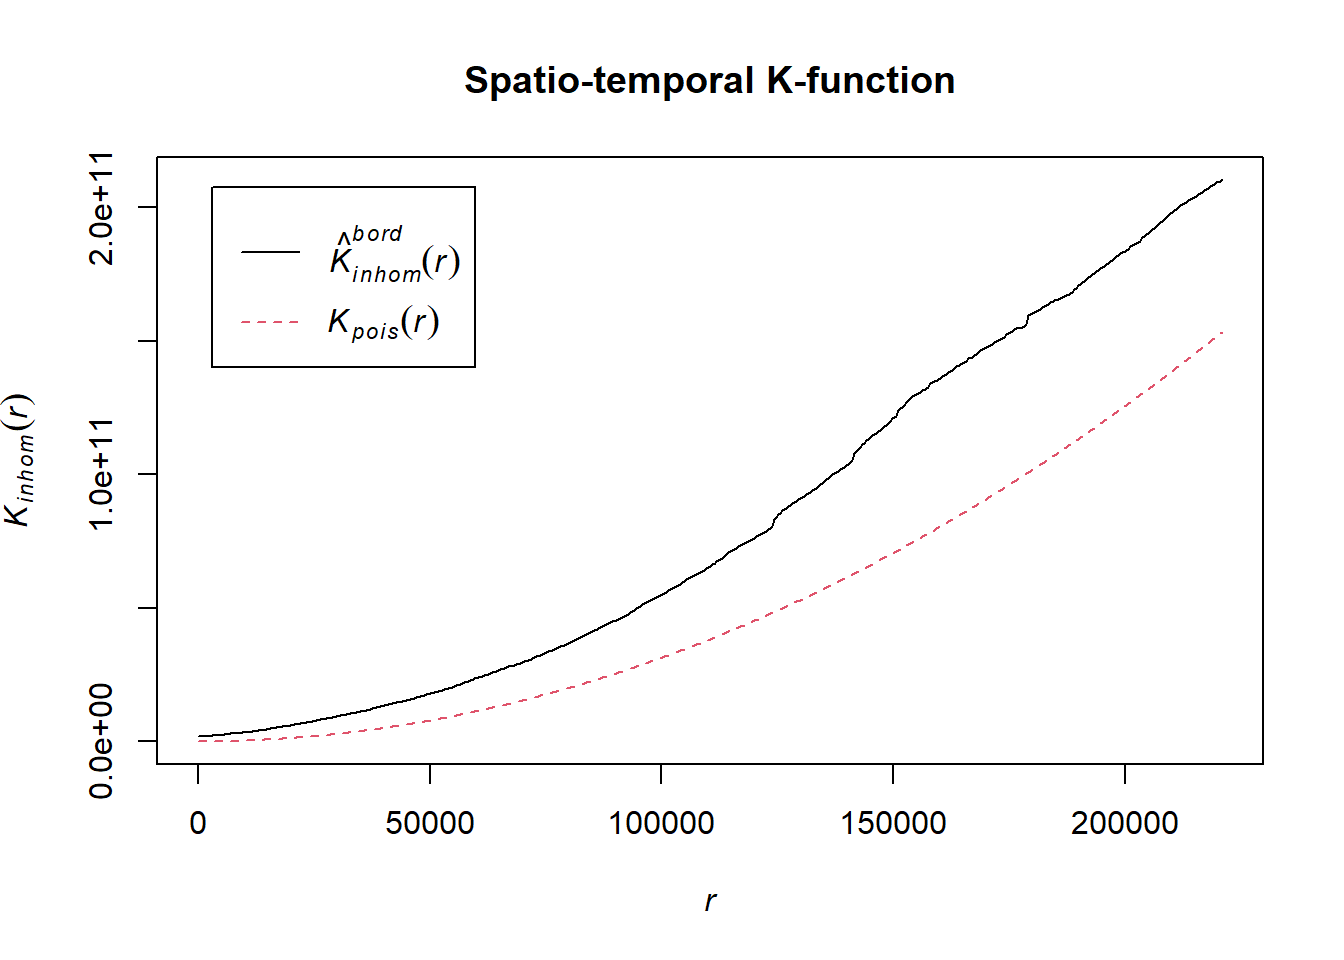 Spatio-temporal K-function
K̂ᵇᵒʳᵈ_inhom(r)
K_pois(r)
K_inhom(r)
0.0e+00
1.0e+11
2.0e+11
0 50000 100000 150000 200000
r